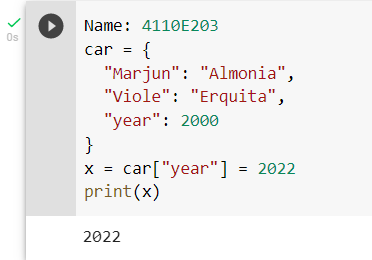 0s
Name: 4110E203
car = {
  "Marjun": "Almonia",
  "Viole": "Erquita",
  "year": 2000
}
x = car["year"] = 2022
print(x)
2022